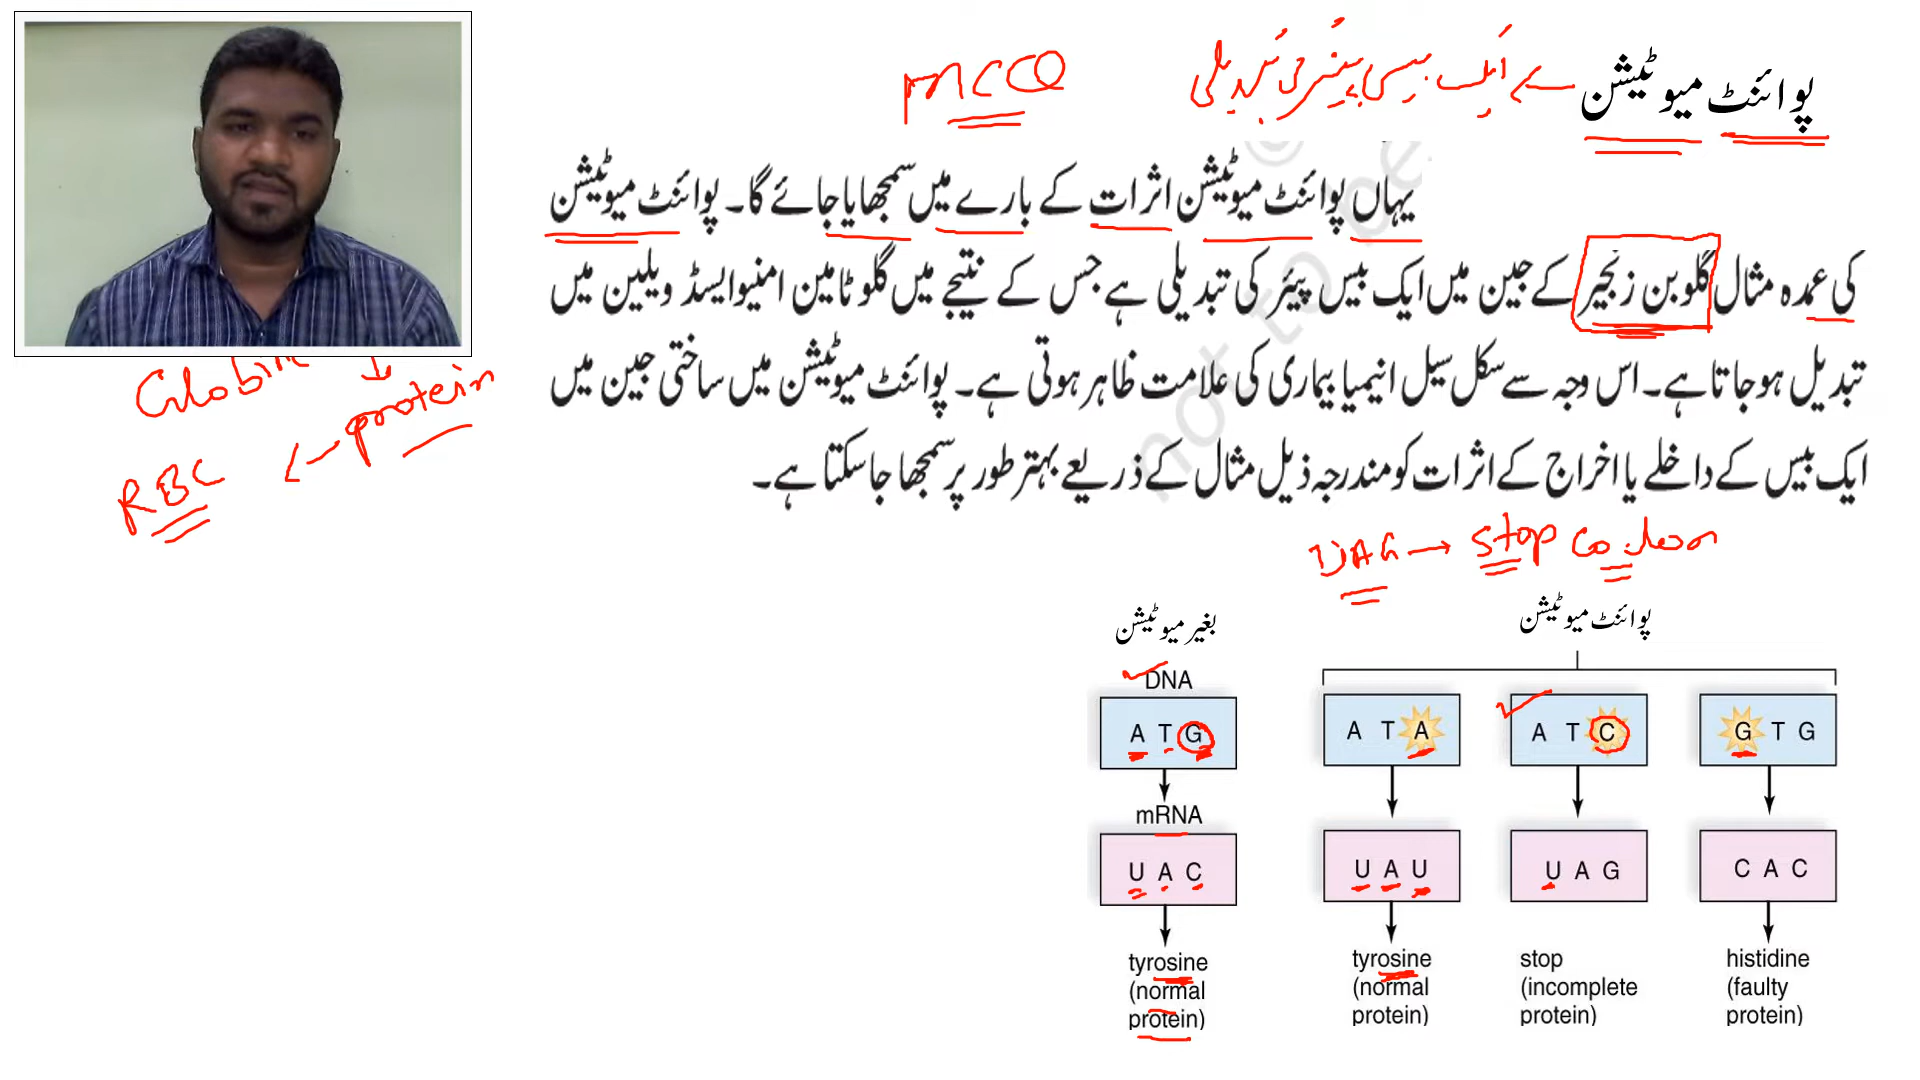 پوائنٹ میوٹیشن ← ایک بیس پیئر کی تبدیلی
MCQ
یہاں پوائنٹ میوٹیشن اثرات کے بارے میں سمجھایا جائے گا۔ پوائنٹ میوٹیشن
کی عمدہ مثال گلوبن زنجیر کے جین میں ایک بیس پیئر کی تبدیلی ہے جس کے نتیجے میں گلوٹامین امنیوایسڈ ویلین میں
تبدیل ہوجاتا ہے۔ اس وجہ سے سکل سیل انیمیا بیماری کی علامت ظاہر ہوتی ہے۔ پوائنٹ میوٹیشن میں ساختی جین میں
ایک بیس کے داخلے یا اخراج کے اثرات کو مندرجہ ذیل مثال کے ذریعے بہتر طور پر سمجھا جاسکتا ہے۔
not to be
Globin
protein
RBC
UAG → Stop Codon
بغیر میوٹیشن
پوائنٹ میوٹیشن
DNA
A T G
A T A
A T C
G T G
mRNA
U A C
U A U
U A G
C A C
tyrosine
(normal
protein)
tyrosine
(normal
protein)
stop
(incomplete
protein)
histidine
(faulty
protein)